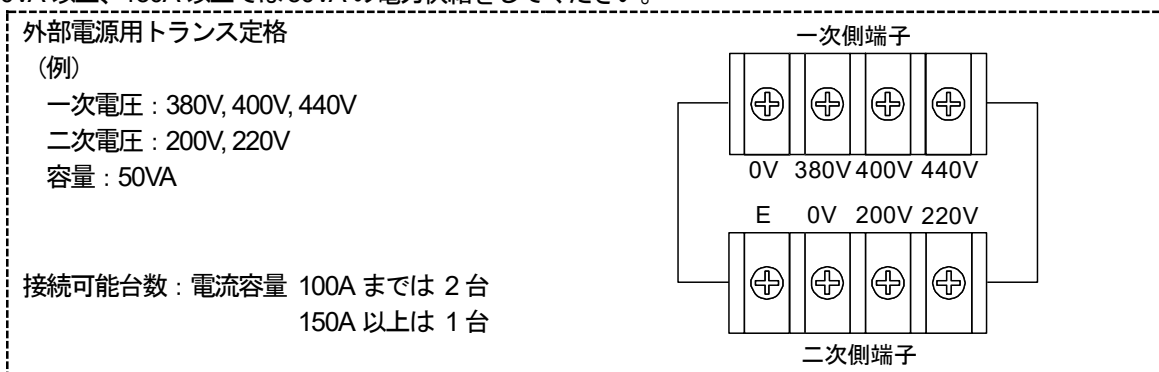 外部電源用トランス定格
（例）
一次電圧：380V, 400V, 440V
二次電圧：200V, 220V
容量：50VA
接続可能台数：電流容量 100A までは 2 台
150A 以上は 1 台
一次側端子
0V 380V 400V 440V
E 0V 200V 220V
二次側端子